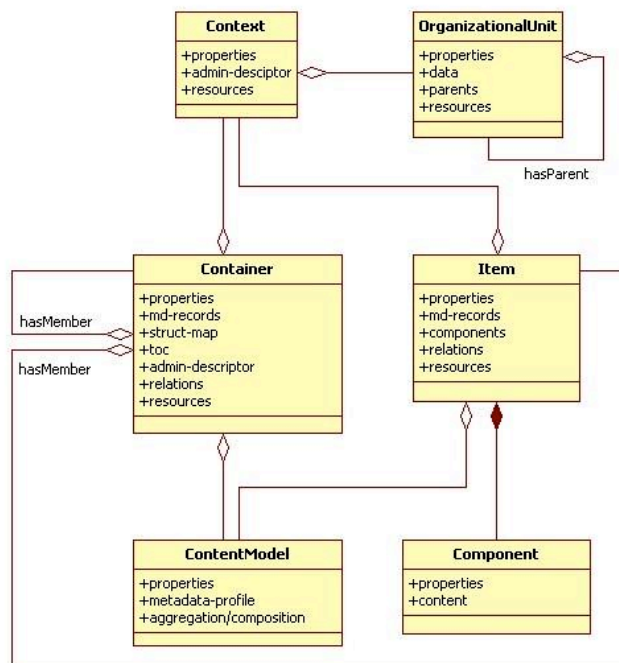 Context
+properties
+admin-desciptor
+resources
OrganizationalUnit
+properties
+data
+parents
+resources
hasParent
Container
+properties
+md-records
+struct-map
+toc
+admin-descriptor
+relations
+resources
hasMember
hasMember
Item
+properties
+md-records
+components
+relations
+resources
ContentModel
+properties
+metadata-profile
+aggregation/composition
Component
+properties
+content